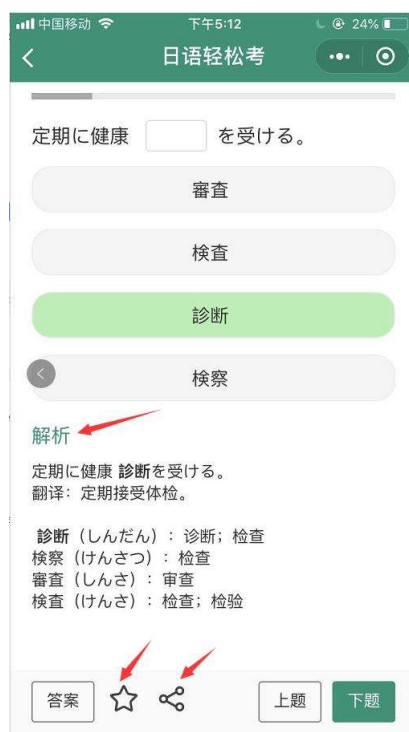 中国移动 下午5:12 24%
日语轻松考
定期に健康 を受ける。
審査
検査
診断
検察
解析
定期に健康 診断を受ける。
翻译：定期接受体检。
診断（しんだん）：诊断；检查
検察（けんさつ）：检查
審査（しんさ）：审查
検査（けんさ）：检查；检验
答案 上题 下题